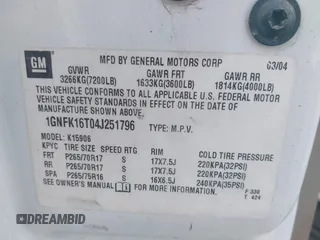 GM
MFD BY GENERAL MOTORS CORP 03/04
GVWR GAWR FRT GAWR RR
3266KG(7200LB) 1633KG(3600LB) 1814KG(4000LB)
THIS VEHICLE CONFORMS TO ALL APPLICABLE U.S. FEDERAL MOTOR
VEHICLE SAFETY STANDARDS IN EFFECT ON THE DATE OF
MANUFACTURE SHOWN ABOVE.
1GNFK16T04J251796 TYPE: M.P.V.
MODEL: K15906
KPYC TIRE SIZE SPEED RTG RIM COLD TIRE PRESSURE
FRT P265/70R17 S 17X7.5J 220KPA(32PSI)
RR P265/70R17 S 17X7.5J 220KPA(32PSI)
SPA P265/75R16 S 16X6.5J 240KPA(35PSI)
SEE OWNER'S MANUAL FOR ADDITIONAL INFORMATION F 330
T 424
DREAMBID